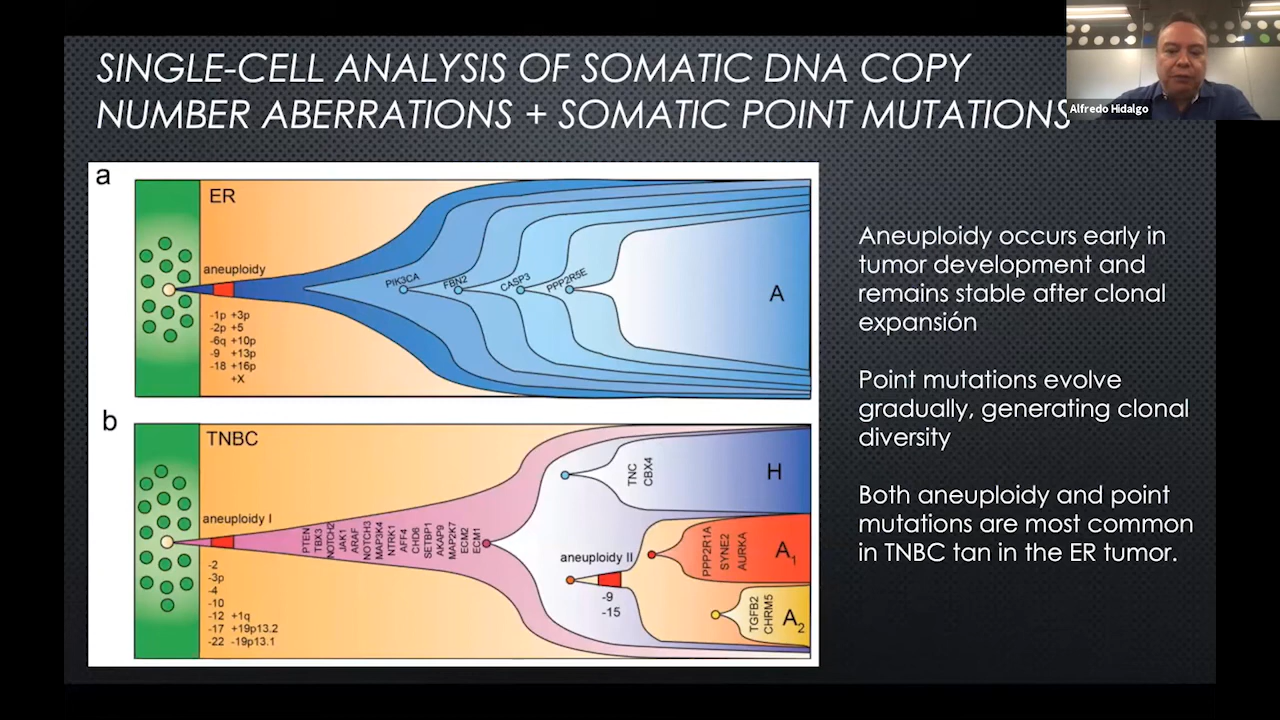 SINGLE-CELL ANALYSIS OF SOMATIC DNA COPY
NUMBER ABERRATIONS + SOMATIC POINT MUTATIONS
Alfredo Hidalgo
a
ER
aneuploidy
-1p +3p
-2p +5
-6q +10p
-9 +13p
-18 +16p
+X
PIK3CA
FBN2
CASP3
PPP2R5E
A
b
TNBC
aneuploidy I
-2
-3p
-4
-10
-12 +1q
-17 +19p13.2
-22 -19p13.1
PTEN
TBX3
NOTCH2
JAK1
ARAF
NOTCH3
MAP3K4
NTRK1
AFF4
CHD6
SETBP1
AKAP9
MAP2K7
ECM2
ECM1
TNC
CBX4
H
aneuploidy II
-9
-15
PPP2R1A
SYNE2
AURKA
A1
TGFB2
CHRM5
A2
Aneuploidy occurs early in
tumor development and
remains stable after clonal
expansión
Point mutations evolve
gradually, generating clonal
diversity
Both aneuploidy and point
mutations are most common
in TNBC tan in the ER tumor.